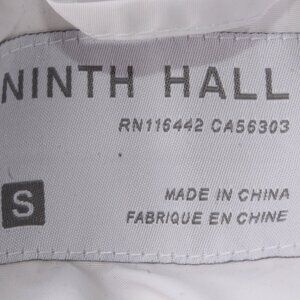 NINTH HALL
RN116442 CA56303
S
MADE IN CHINA
FABRIQUE EN CHINE